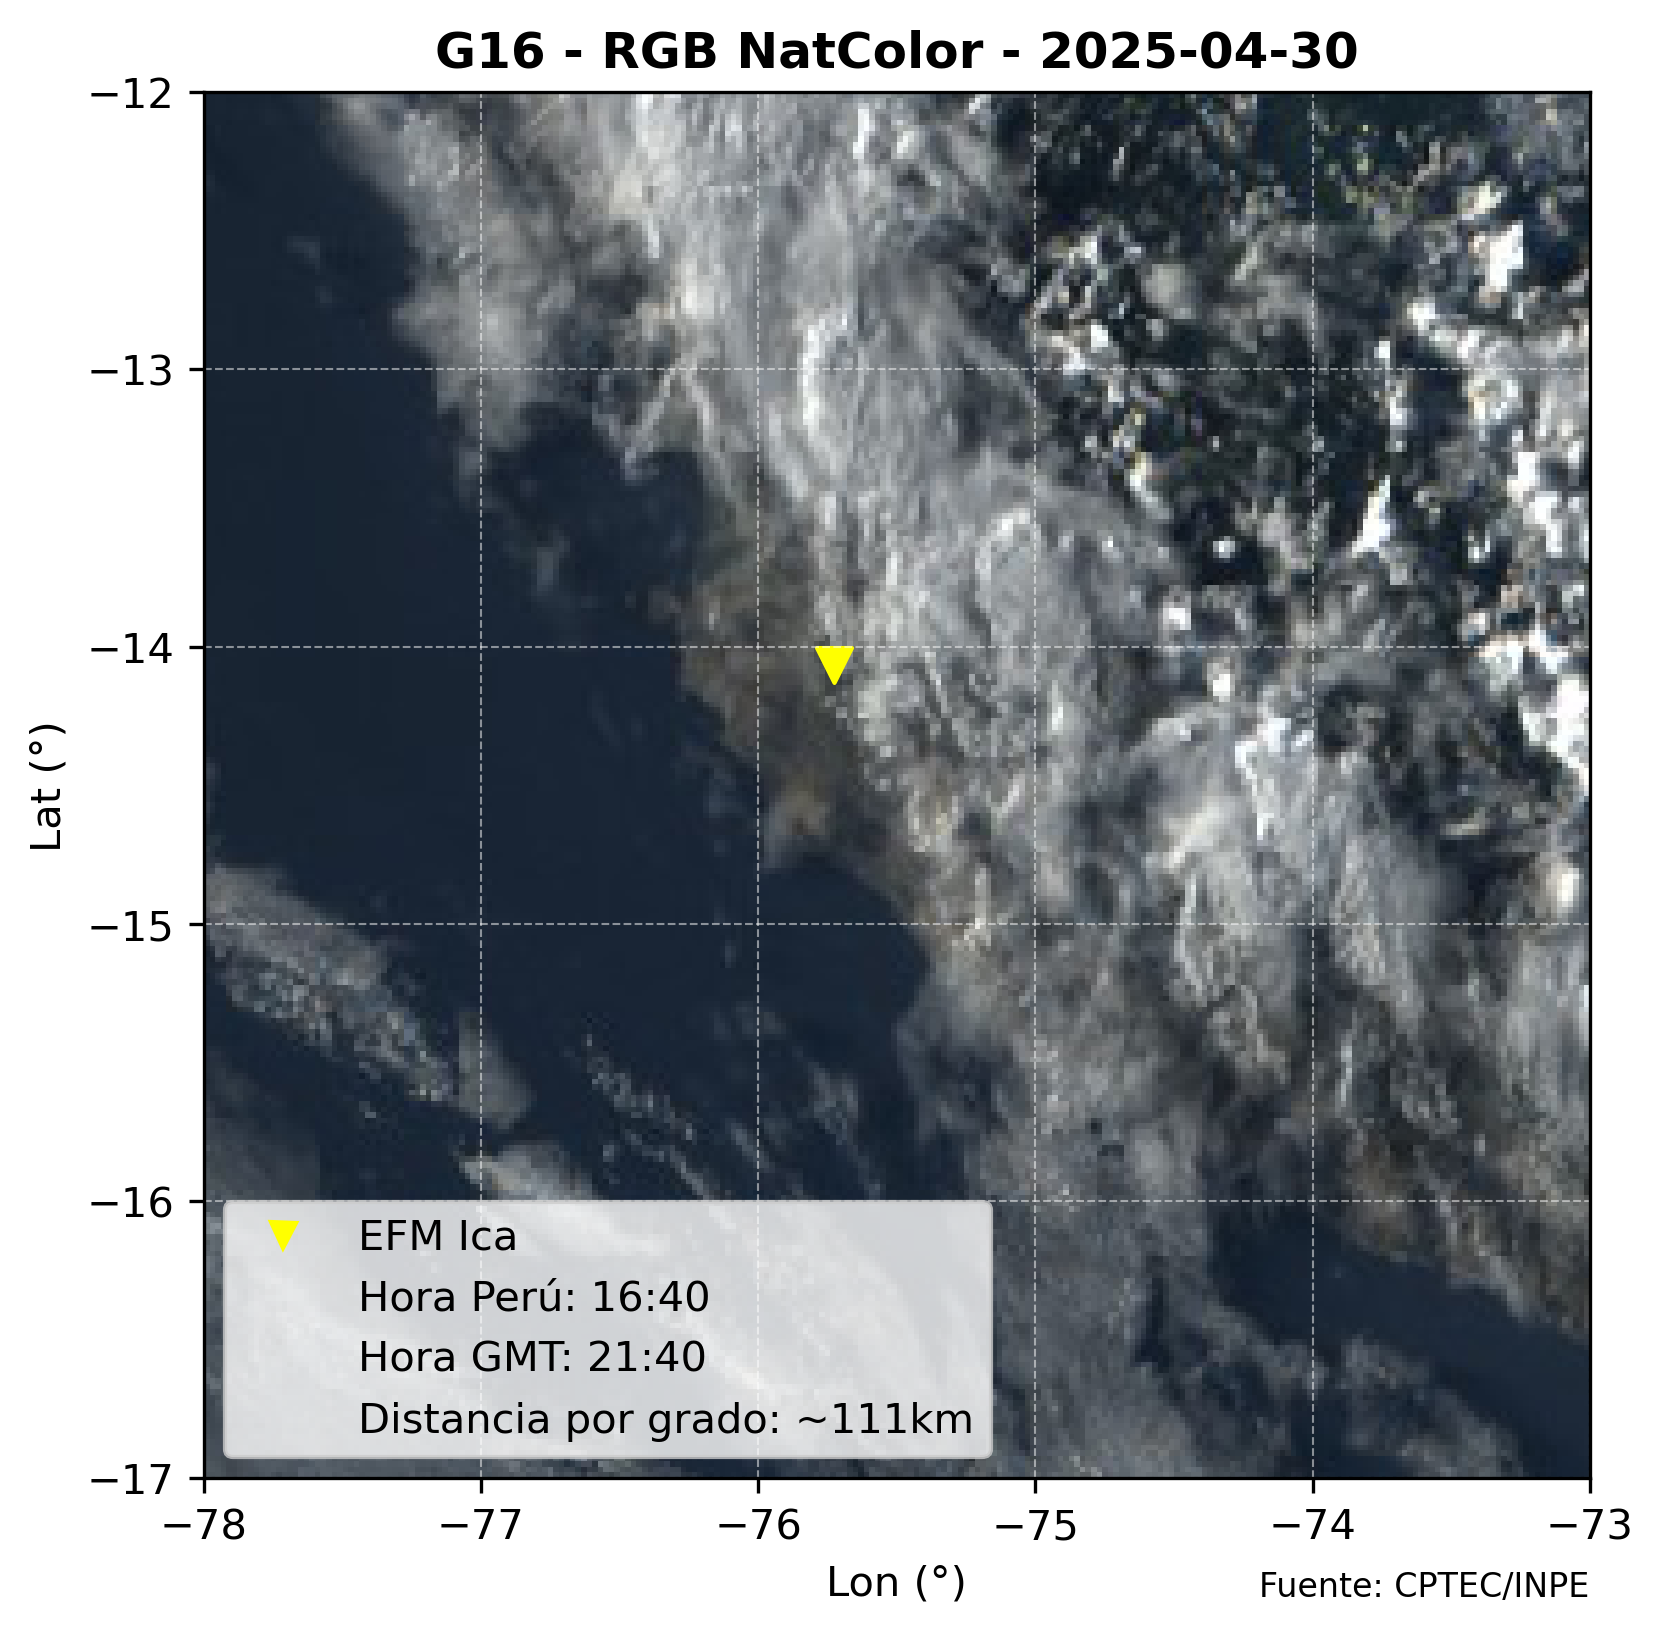 G16 - RGB NatColor - 2025-04-30
−12
−13
−14
−15
−16
−17
Lat (°)
EFM Ica
Hora Perú: 16:40
Hora GMT: 21:40
Distancia por grado: ~111km
−78 −77 −76 −75 −74 −73
Lon (°)
Fuente: CPTEC/INPE